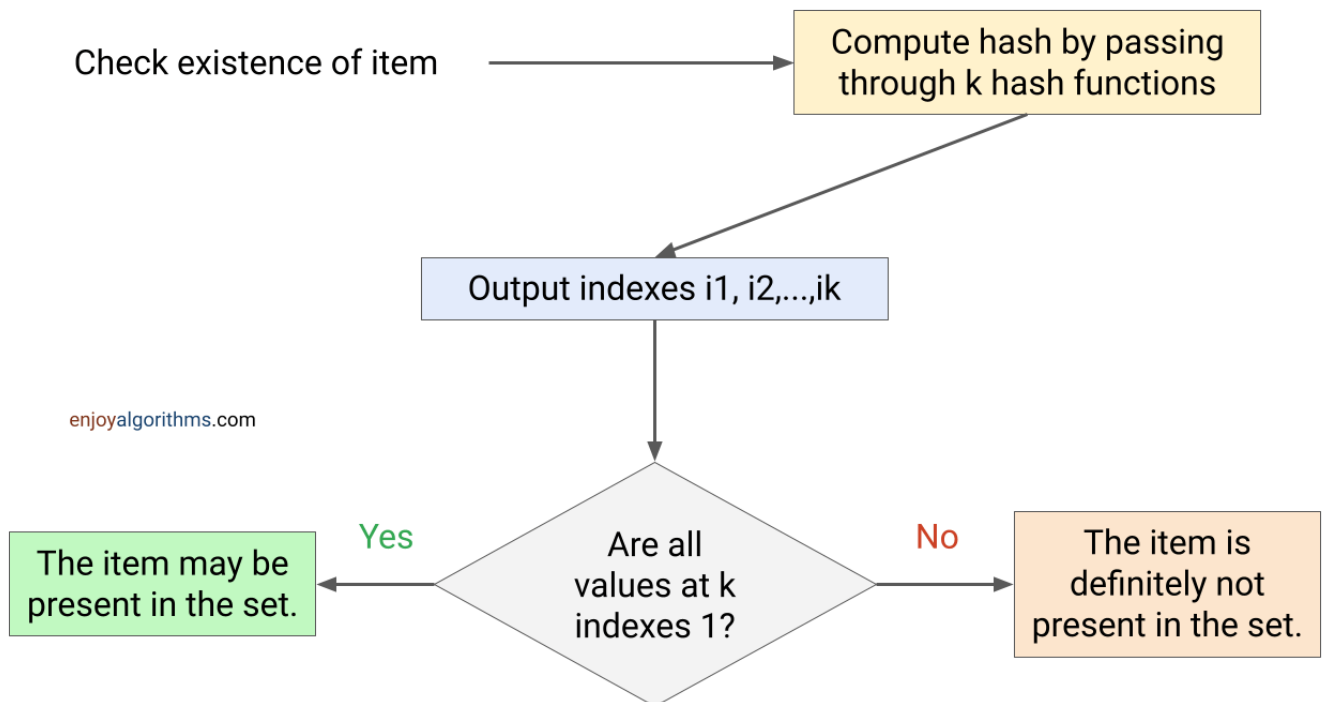 Check existence of item
Compute hash by passing
through k hash functions
Output indexes i1, i2,...,ik
enjoyalgorithms.com
Yes
No
The item may be
present in the set.
Are all
values at k
indexes 1?
The item is
definitely not
present in the set.